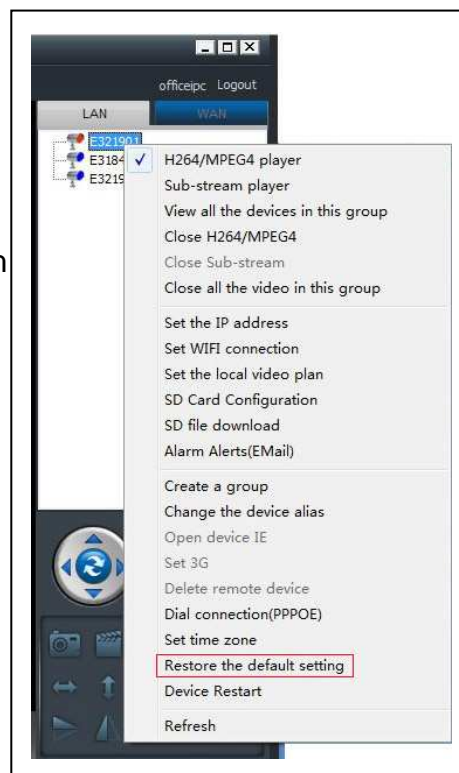 officeipc Logout
LAN WAN
E321901
E3184
E3219
H264/MPEG4 player
Sub-stream player
View all the devices in this group
Close H264/MPEG4
Close Sub-stream
Close all the video in this group
Set the IP address
Set WIFI connection
Set the local video plan
SD Card Configuration
SD file download
Alarm Alerts(EMail)
Create a group
Change the device alias
Open device IE
Set 3G
Delete remote device
Dial connection(PPPOE)
Set time zone
Restore the default setting
Device Restart
Refresh